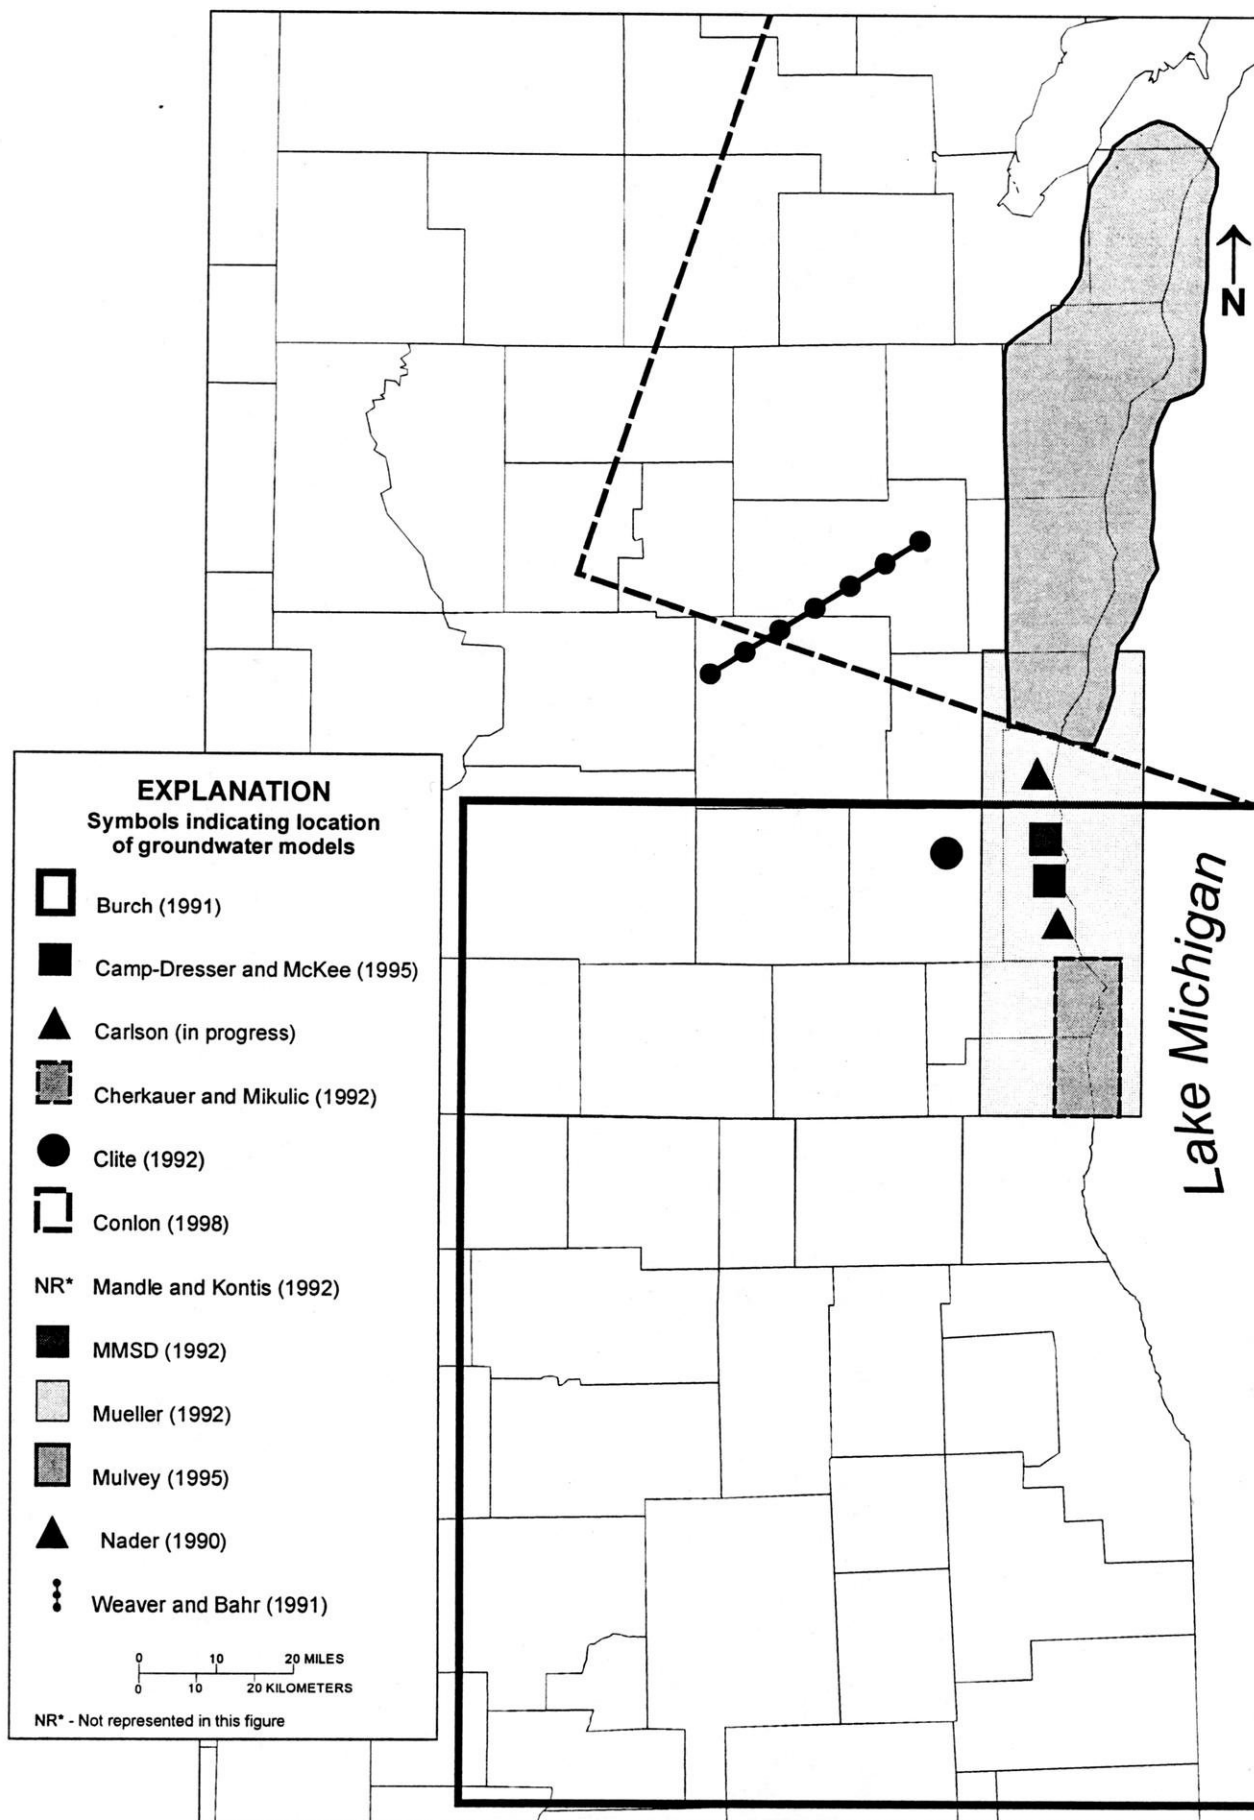 N
Lake Michigan
EXPLANATION
Symbols indicating location
of groundwater models
Burch (1991)
Camp-Dresser and McKee (1995)
Carlson (in progress)
Cherkauer and Mikulic (1992)
Clite (1992)
Conlon (1998)
NR* Mandle and Kontis (1992)
MMSD (1992)
Mueller (1992)
Mulvey (1995)
Nader (1990)
Weaver and Bahr (1991)
0 10 20 MILES
0 10 20 KILOMETERS
NR* - Not represented in this figure